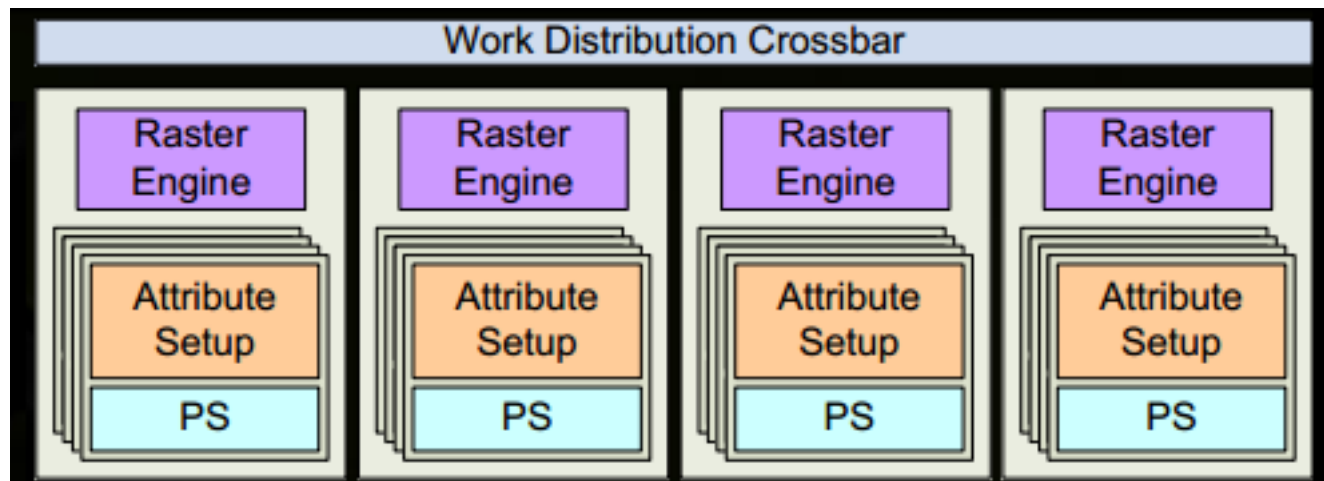 Work Distribution Crossbar
Raster
Engine
Raster
Engine
Raster
Engine
Raster
Engine
Attribute
Setup
Attribute
Setup
Attribute
Setup
Attribute
Setup
PS
PS
PS
PS